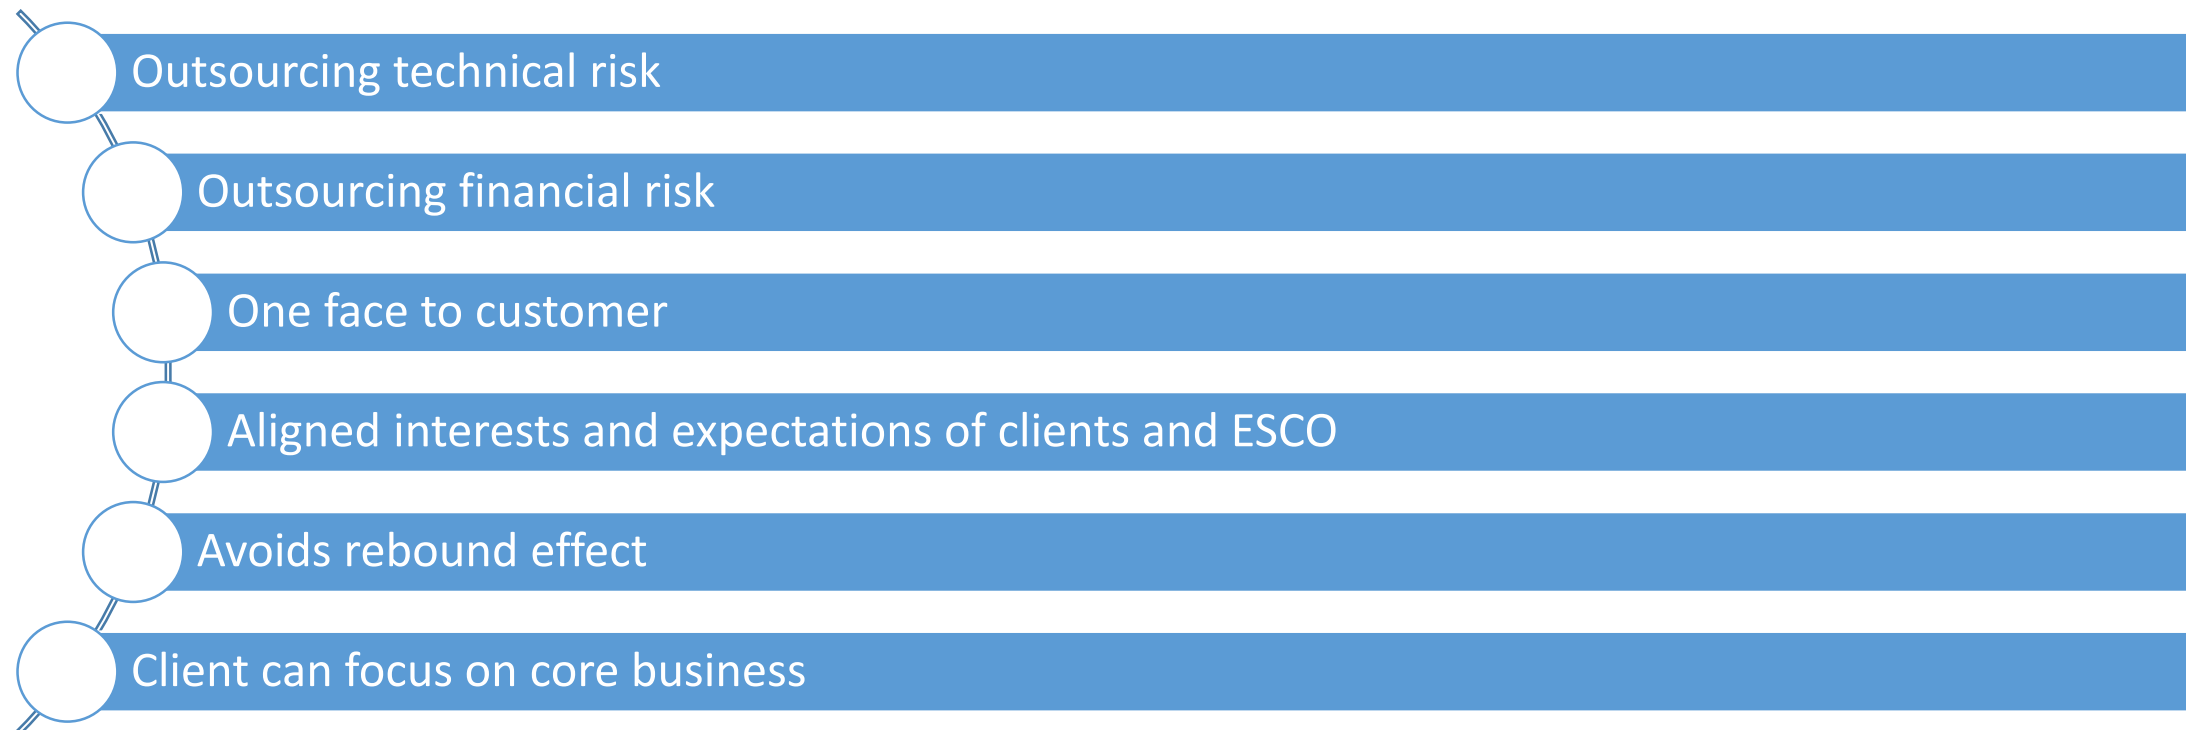 Outsourcing technical risk
Outsourcing financial risk
One face to customer
Aligned interests and expectations of clients and ESCO
Avoids rebound effect
Client can focus on core business